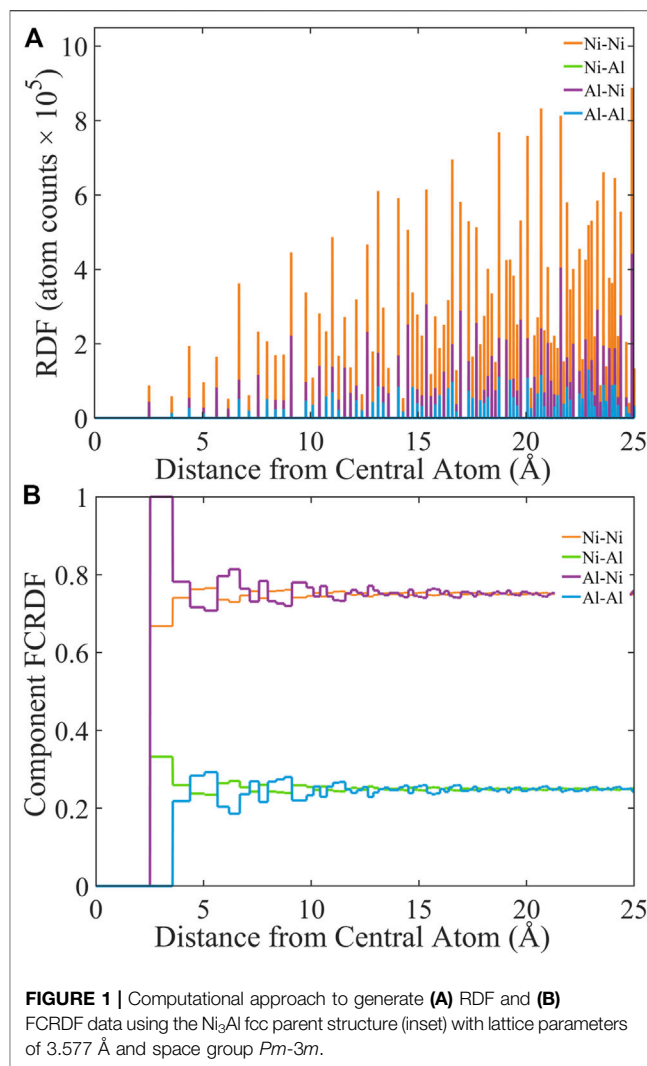 A
10
8
6
4
2
0
RDF (atom counts × 10⁵)
Ni-Ni
Ni-Al
Al-Ni
Al-Al
0 5 10 15 20 25
Distance from Central Atom (Å)
B
1
0.8
0.6
0.4
0.2
0
Component FCRDF
Ni-Ni
Ni-Al
Al-Ni
Al-Al
0 5 10 15 20 25
Distance from Central Atom (Å)
FIGURE 1 | Computational approach to generate (A) RDF and (B)
FCRDF data using the Ni₃Al fcc parent structure (inset) with lattice parameters
of 3.577 Å and space group Pm-3m.